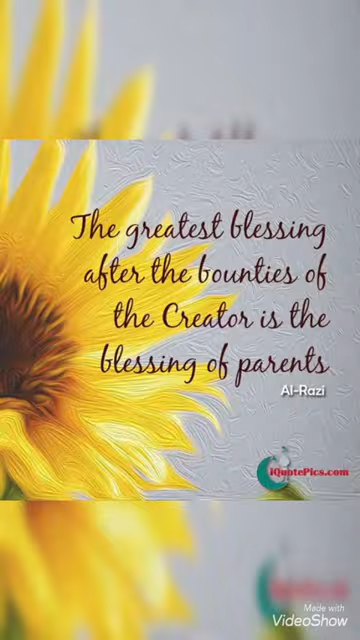 The greatest blessing
after the bounties of
the Creator is the
blessing of parents
Al-Razi
iQuotePics.com
Made with
VideoShow